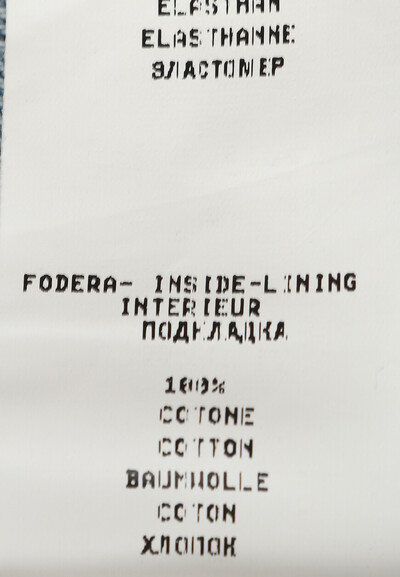 ELASTHAN
ELASTHANNE
ЭЛАСТОМЕР
FODERA- INSIDE-LINING
INTERIEUR
ПОДКЛАДКА
100%
COTONE
COTTON
BAUMWOLLE
COTON
ХЛОПОК